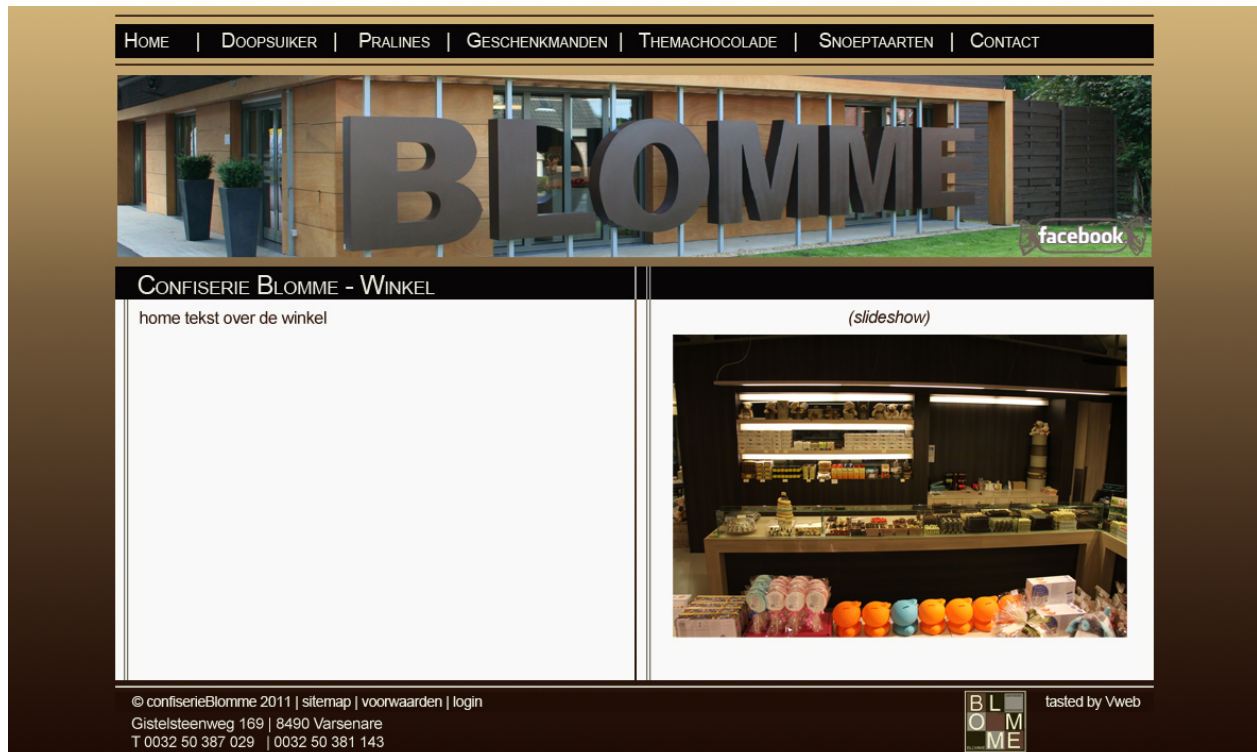 Home | Doopsuiker | Pralines | Geschenkmanden | Themachocolade | Snoeptaarten | Contact
BLOMME
facebook
Confiserie Blomme - Winkel
home tekst over de winkel
(slideshow)
© confiserieBlomme 2011 | sitemap | voorwaarden | login
Gistelsteenweg 169 | 8490 Varsenare
T 0032 50 387 029 | 0032 50 381 143
BL
OM
ME
tasted by Vweb